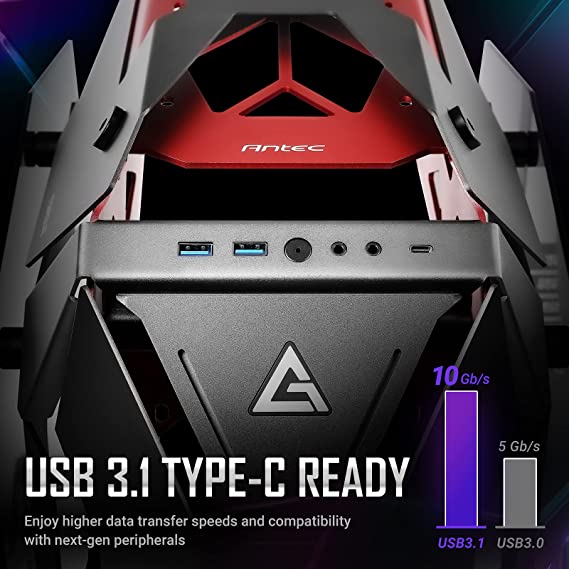 Antec
10 Gb/s
5 Gb/s
USB 3.1 TYPE-C READY
USB3.1 USB3.0
Enjoy higher data transfer speeds and compatibility
with next-gen peripherals